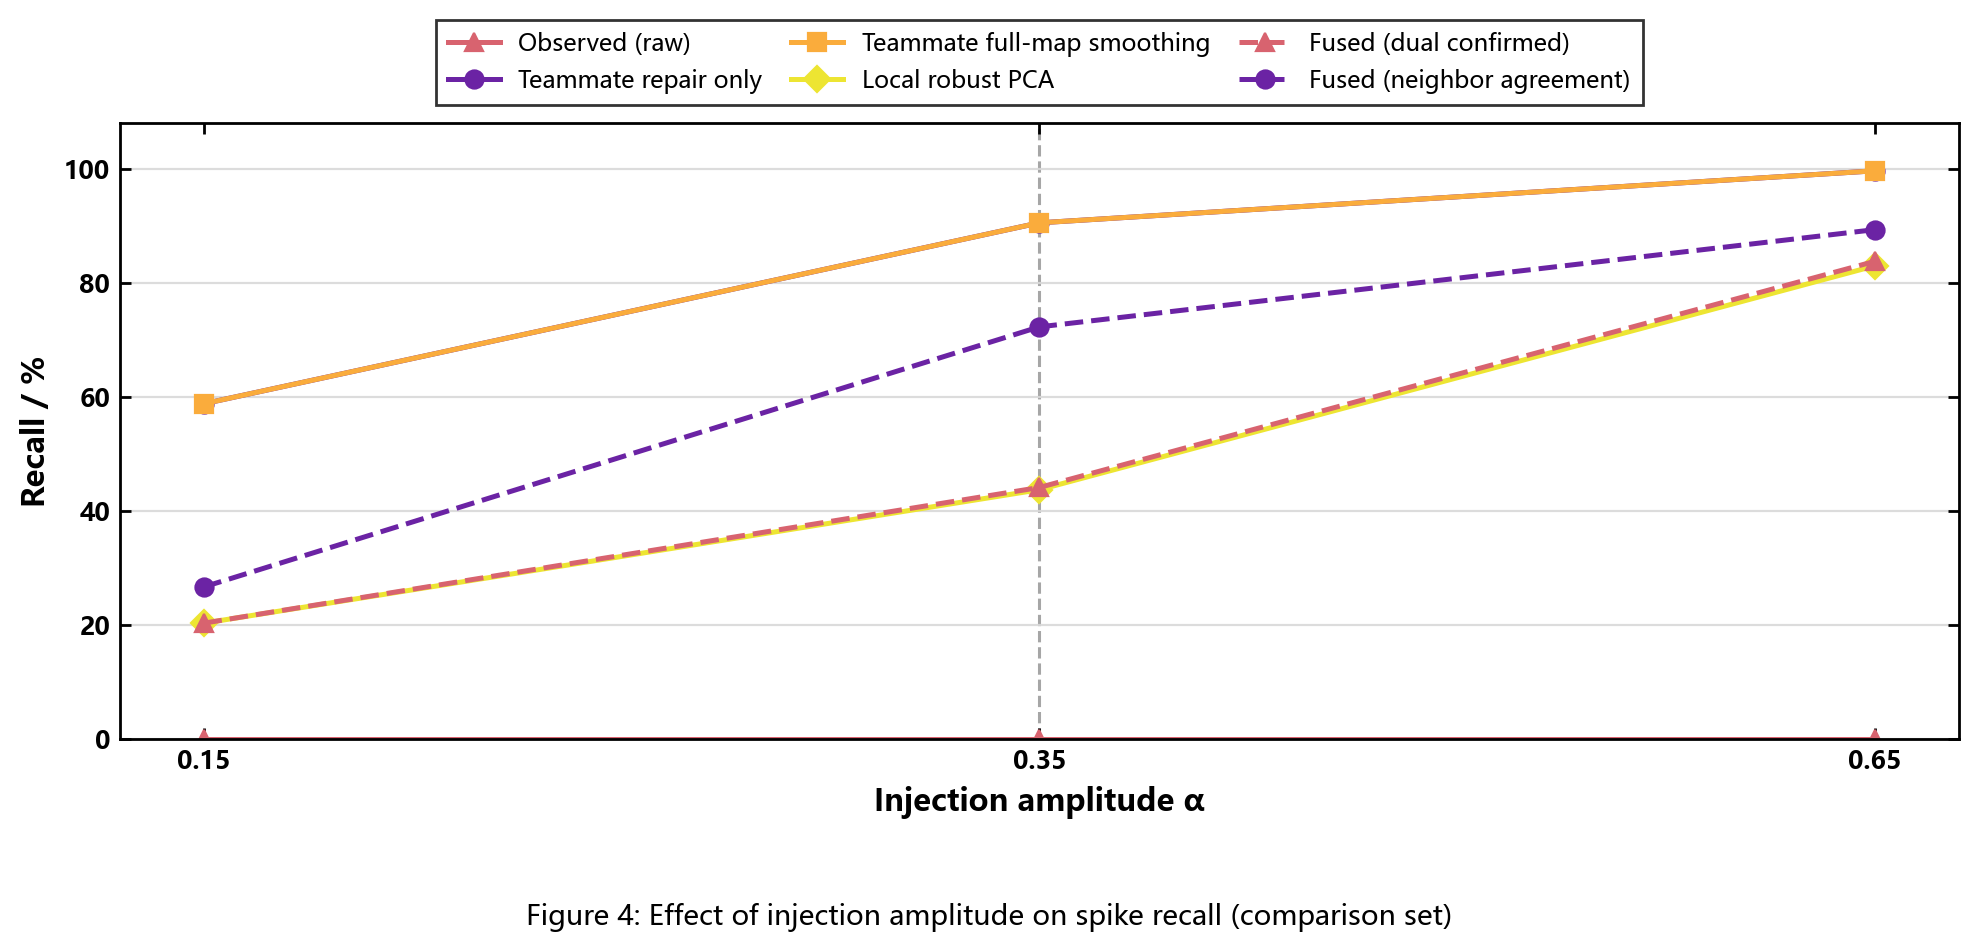 Observed (raw)
Teammate repair only
Teammate full-map smoothing
Local robust PCA
Fused (dual confirmed)
Fused (neighbor agreement)
Recall / %
100
80
60
40
20
0
0.15
0.35
0.65
Injection amplitude α
Figure 4: Effect of injection amplitude on spike recall (comparison set)